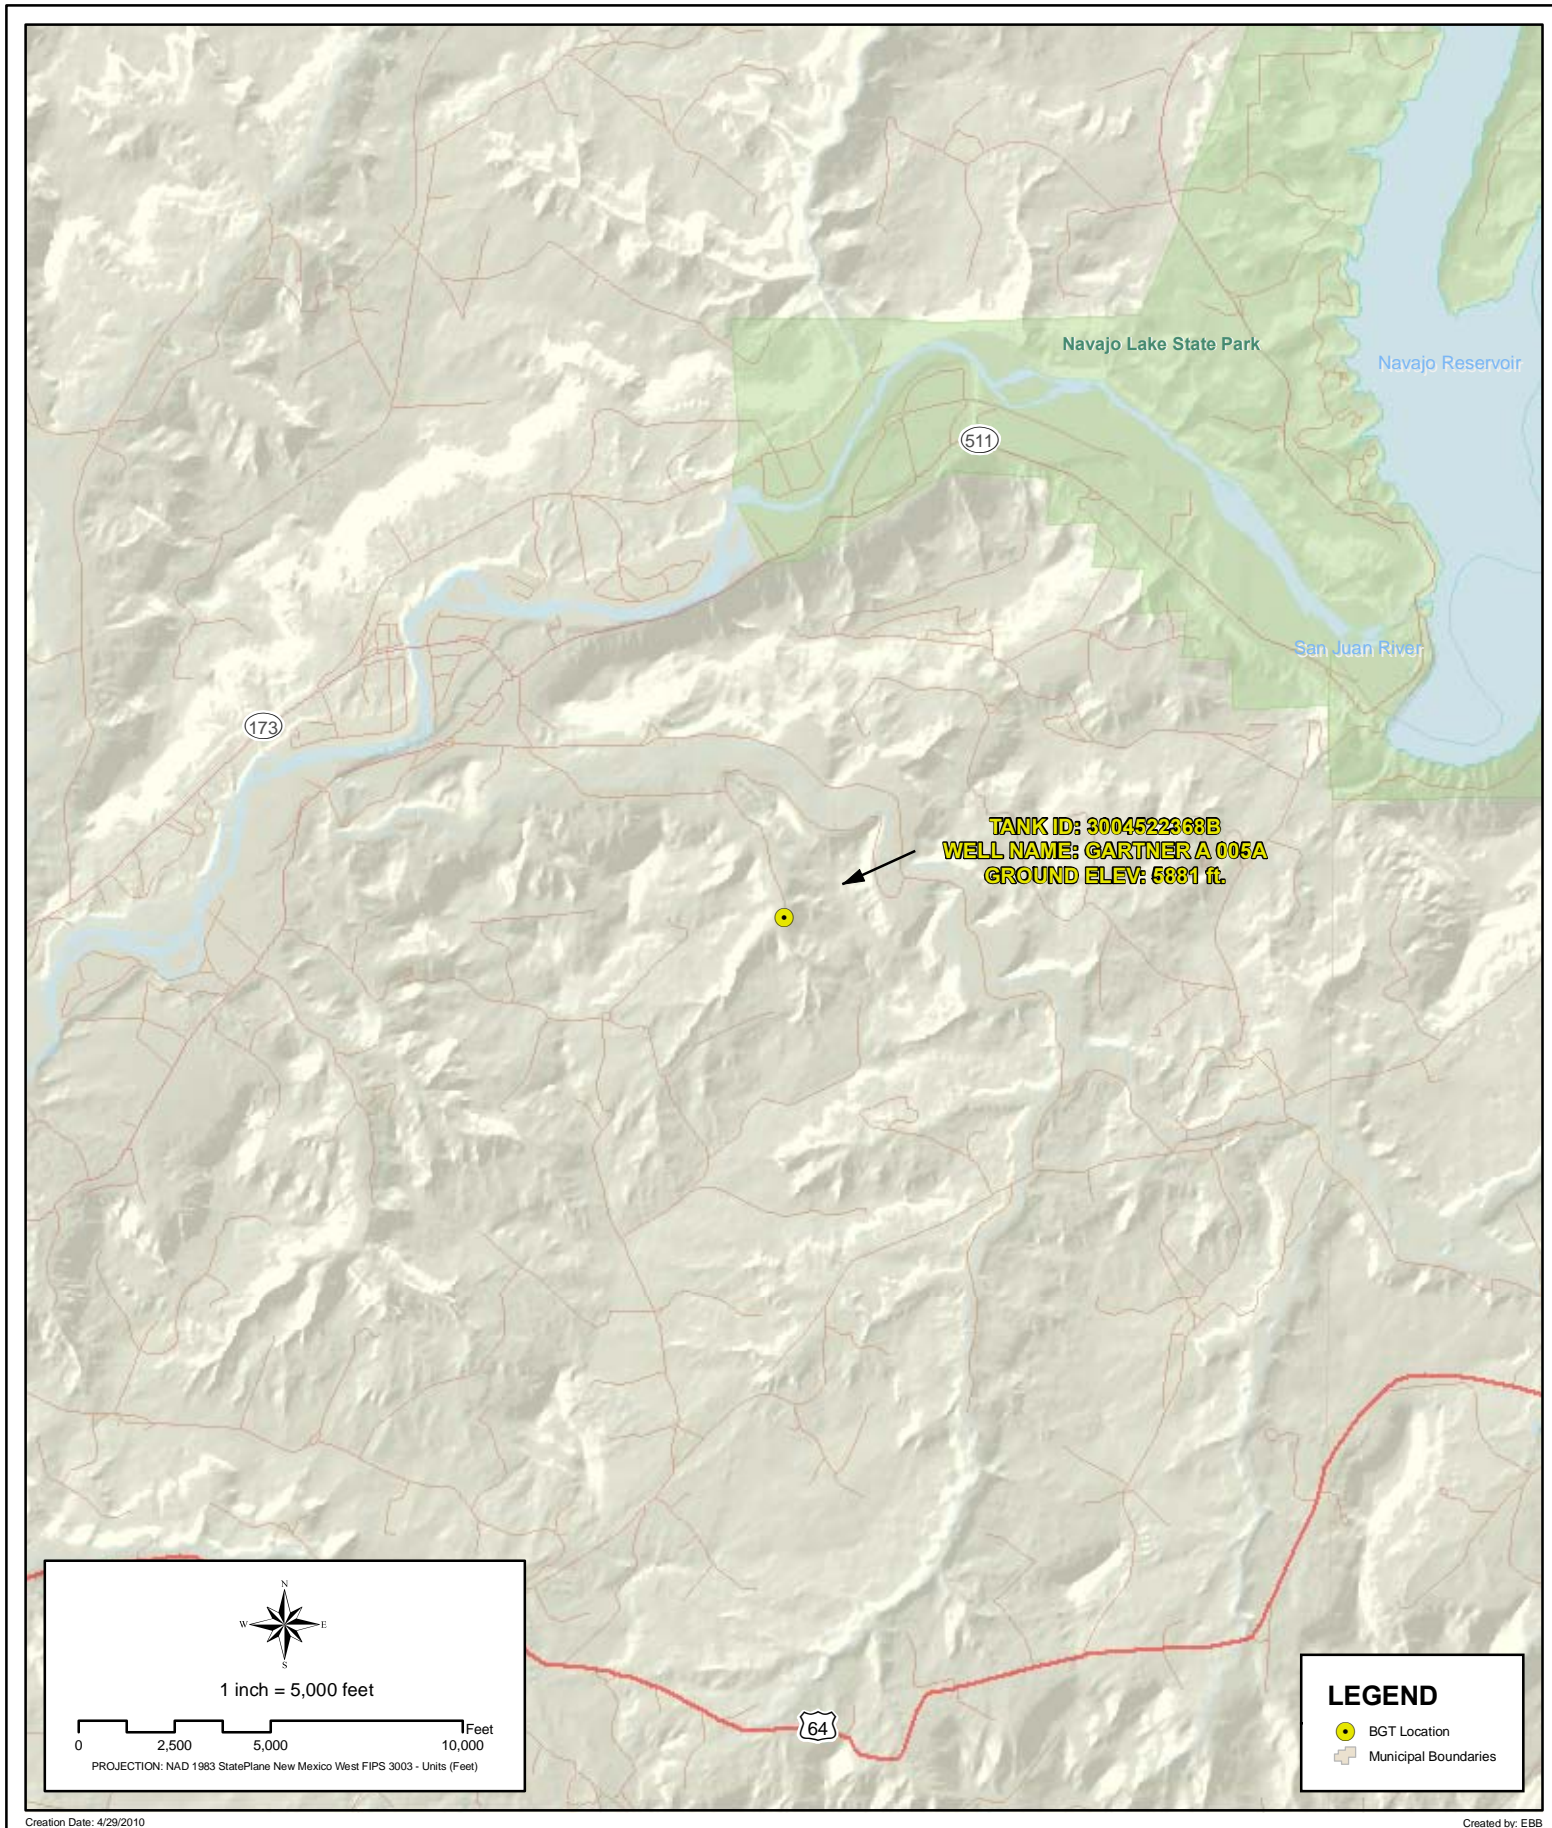 Navajo Lake State Park
Navajo Reservoir
511
San Juan River
173
TANK ID: 3004522368B
WELL NAME: GARTNER A 005A
GROUND ELEV: 5881 ft.
N
W E
S
1 inch = 5,000 feet
Feet
0 2,500 5,000 10,000
PROJECTION: NAD 1983 StatePlane New Mexico West FIPS 3003 - Units (Feet)
64
LEGEND
BGT Location
Municipal Boundaries
Creation Date: 4/29/2010
Created by: EBB